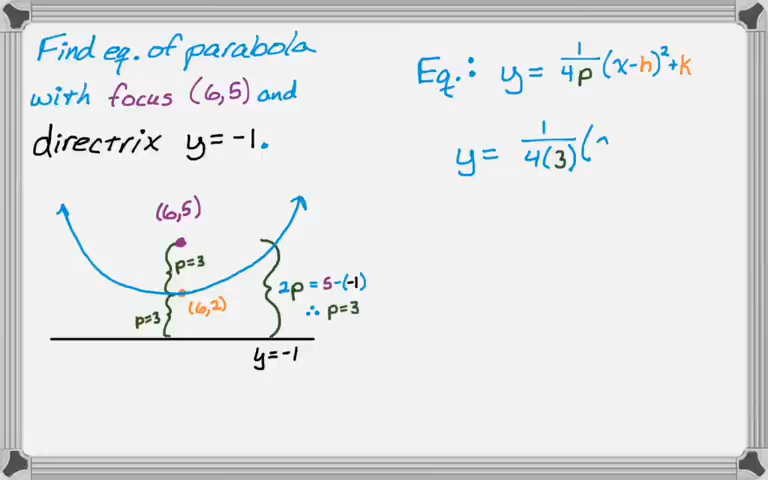 Find eq. of parabola
with focus (6,5) and
directrix y = -1.
Eq.: y = 1/4p (x-h)²+k
y = 1/4(3) (
(6,5)
p=3
(6,2)
p=3
2p = 5-(-1)
∴ p=3
y=-1